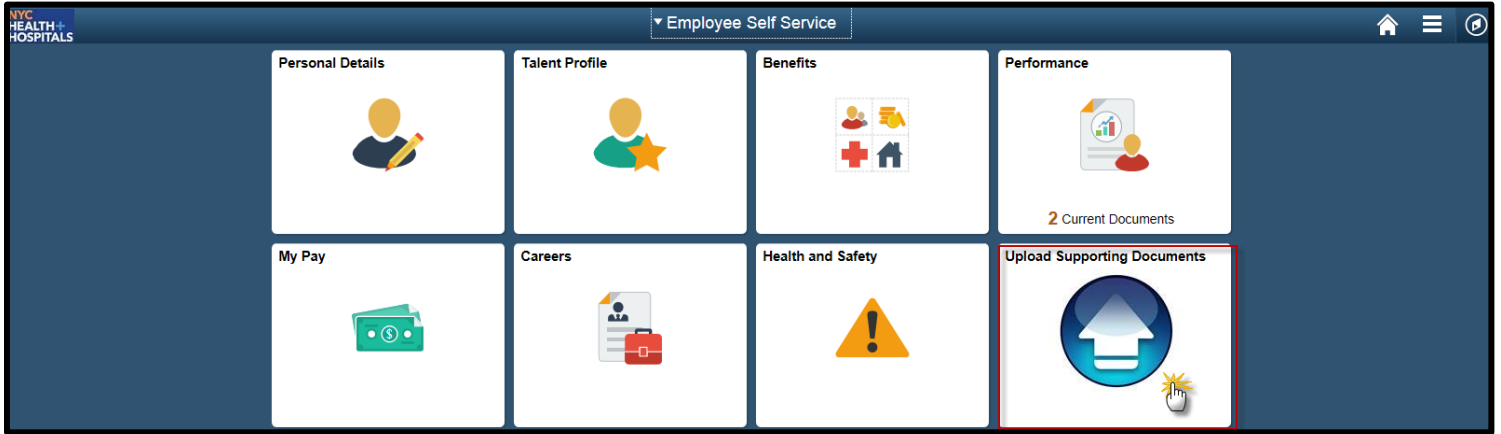 NYC
HEALTH+
HOSPITALS
Employee Self Service
Personal Details
Talent Profile
Benefits
Performance
2 Current Documents
My Pay
Careers
Health and Safety
Upload Supporting Documents
$